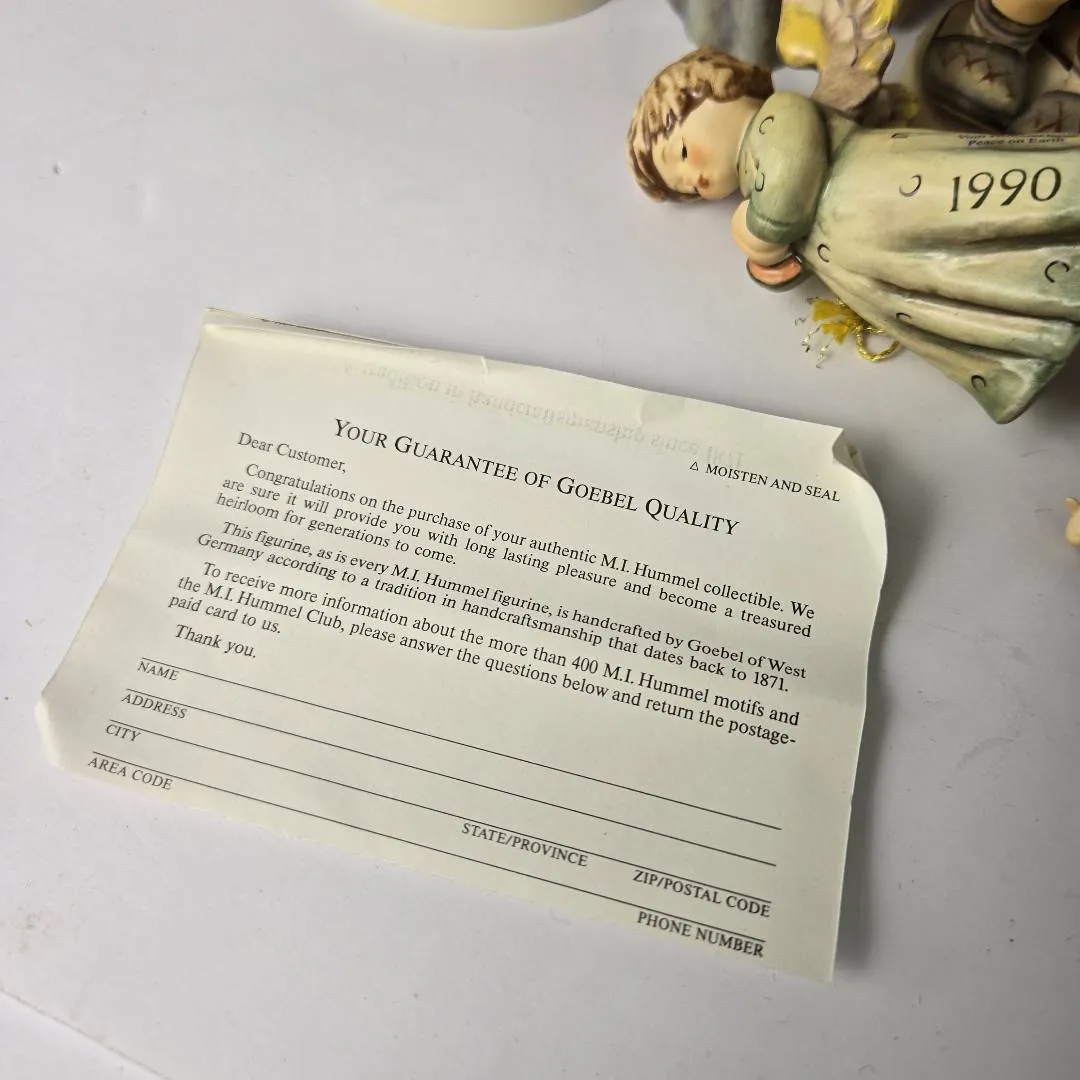 Peace on Earth
1990
a tradition in handcraftsmanship since 1871
YOUR GUARANTEE OF GOEBEL QUALITY
△ MOISTEN AND SEAL
Dear Customer,
Congratulations on the purchase of your authentic M.I. Hummel collectible. We
are sure it will provide you with long lasting pleasure and become a treasured
heirloom for generations to come.
This figurine, as is every M.I. Hummel figurine, is handcrafted by Goebel of West
Germany according to a tradition in handcraftsmanship that dates back to 1871.
To receive more information about the more than 400 M.I. Hummel motifs and
the M.I. Hummel Club, please answer the questions below and return the postage-
paid card to us.
Thank you.
NAME
ADDRESS
CITY
STATE/PROVINCE
ZIP/POSTAL CODE
AREA CODE
PHONE NUMBER